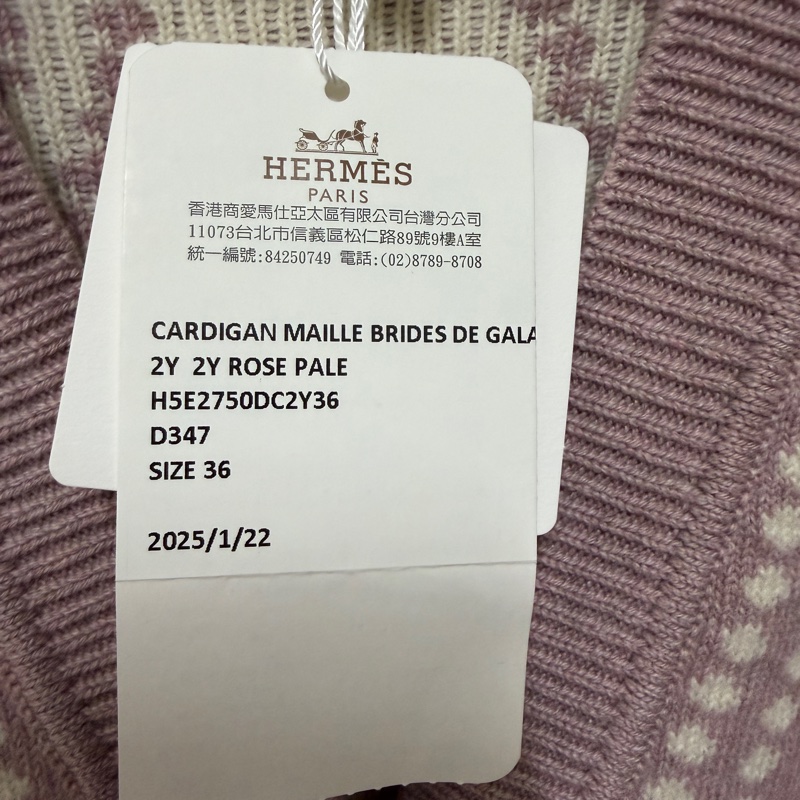 HERMÈS
PARIS
香港商愛馬仕亞太區有限公司台灣分公司
11073台北市信義區松仁路89號9樓A室
統一編號:84250749 電話:(02)8789-8708
CARDIGAN MAILLE BRIDES DE GALA
2Y 2Y ROSE PALE
H5E2750DC2Y36
D347
SIZE 36
2025/1/22